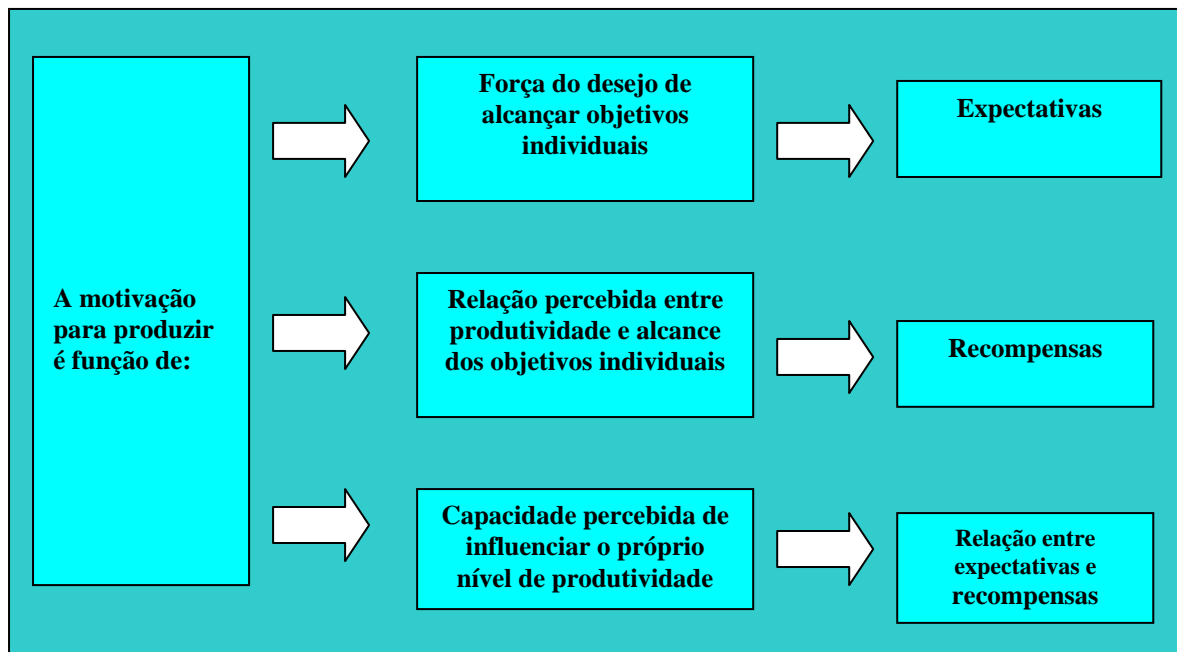 A motivação
para produzir
é função de:
Força do desejo de
alcançar objetivos
individuais
Expectativas
Relação percebida entre
produtividade e alcance
dos objetivos individuais
Recompensas
Capacidade percebida de
influenciar o próprio
nível de produtividade
Relação entre
expectativas e
recompensas